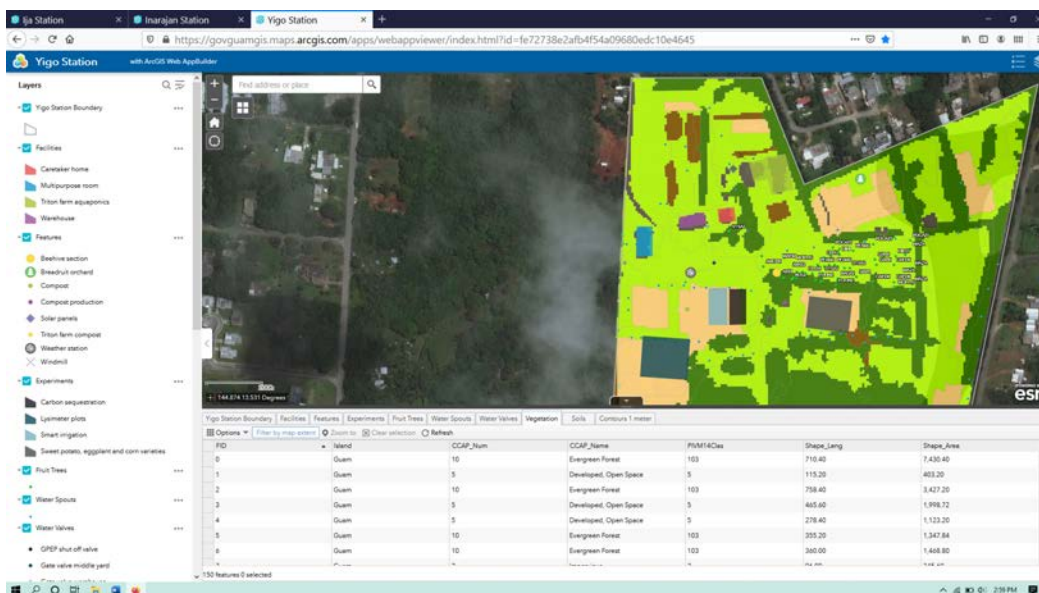 Ija Station
Inarajan Station
Yigo Station
https://govguamgis.maps.arcgis.com/apps/webappviewer/index.html?id=fe72738e2afb4f54a09680edc10e4645
Yigo Station with ArcGIS Web AppBuilder
Layers
Find address or place
Yigo Station Boundary
Facilities
Caretaker home
Multipurpose room
Triton farm aquaponics
Warehouse
Features
Beehive section
Breedruit orcherd
Compost
Compost production
Solar panels
Triton farm compost
Weather station
Windmill
Experiments
Carbon sequestration
Lysimeter plots
Smart irrigation
Sweet potato, eggplant and corn varieties
Fruit Trees
Water Spouts
Water Valves
GPEP shut off valve
Gate valve middle yard
144.874 13.531 Degrees
esri
Yigo Station Boundary Facilities Features Experiments Fruit Trees Water Spouts Water Valves Vegetation Soils Contours 1 meter
Options Filter by map extent Zoom to Clear selection Refresh
FID Island CCAP_Num CCAP_Name PIVM14Clas Shape_Leng Shape_Area
0 Guam 10 Evergreen Forest 103 710.40 7,430.40
1 Guam 5 Developed, Open Space 5 115.20 403.20
2 Guam 10 Evergreen Forest 103 758.40 3,427.20
3 Guam 5 Developed, Open Space 5 465.60 1,998.72
4 Guam 5 Developed, Open Space 5 278.40 1,123.20
5 Guam 10 Evergreen Forest 103 355.20 1,347.84
6 Guam 10 Evergreen Forest 103 360.00 1,468.80
150 features 0 selected
2:59 PM